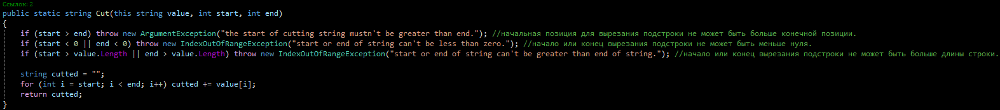 Ссылок: 2
public static string Cut(this string value, int start, int end)
{
if (start > end) throw new ArgumentException("the start of cutting string mustn't be greater than end."); //начальная позиция для вырезания подстроки не может быть больше конечной позиции.
if (start < 0 || end < 0) throw new IndexOutOfRangeException("start or end of string can't be less than zero."); //начало или конец вырезания подстроки не может быть меньше нуля.
if (start > value.Length || end > value.Length) throw new IndexOutOfRangeException("start or end of string can't be greater than end of string."); //начало или конец вырезания подстроки не может быть больше длины строки.
string cutted = "";
for (int i = start; i < end; i++) cutted += value[i];
return cutted;
}